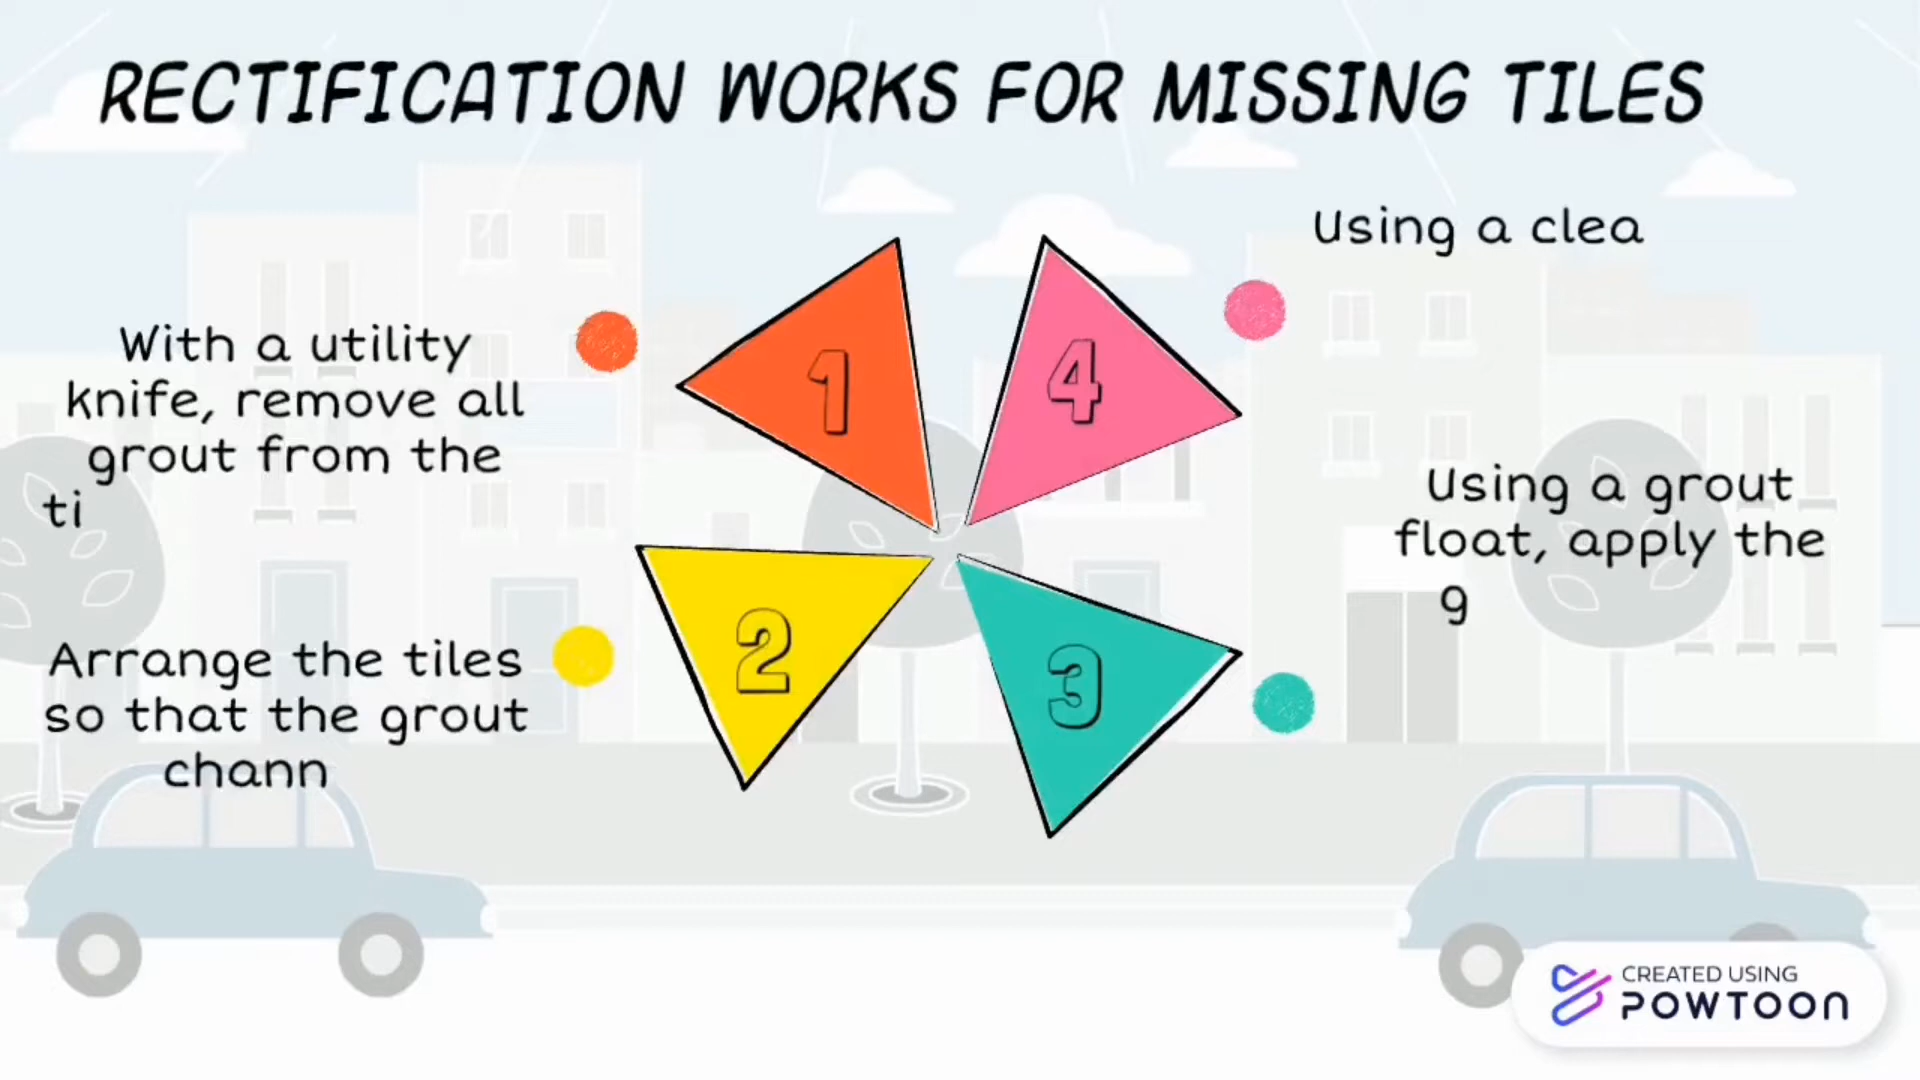 RECTIFICATION WORKS FOR MISSING TILES
With a utility
knife, remove all
grout from the
ti
1
Arrange the tiles
so that the grout
chann
2
Using a grout
float, apply the
g
3
Using a clea
4
CREATED USING
POWTOON